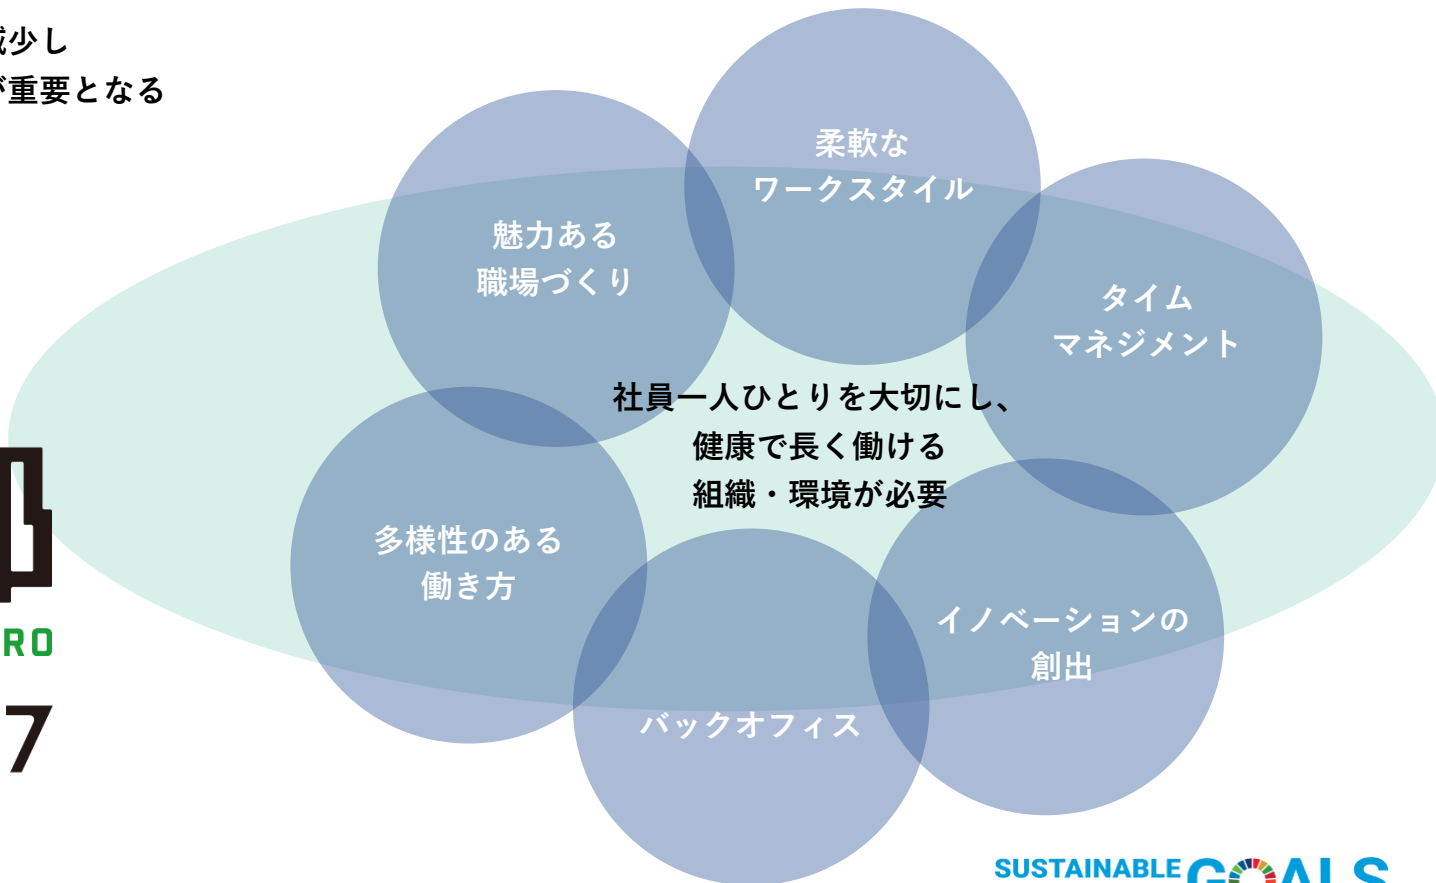 減少し
が重要となる
柔軟な
ワークスタイル
魅力ある
職場づくり
タイム
マネジメント
社員一人ひとりを大切にし、
健康で長く働ける
組織・環境が必要
多様性のある
働き方
イノベーションの
創出
バックオフィス
RO
7
SUSTAINABLE
GOALS